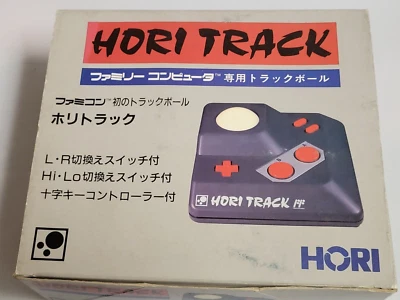 HORI TRACK
ファミリー コンピュータ™専用トラックボール
ファミコン™初のトラックボール
ホリトラック
L・R切換えスイッチ付
Hi・Lo切換えスイッチ付
十字キーコントローラー付
HORI TRACK
HORI